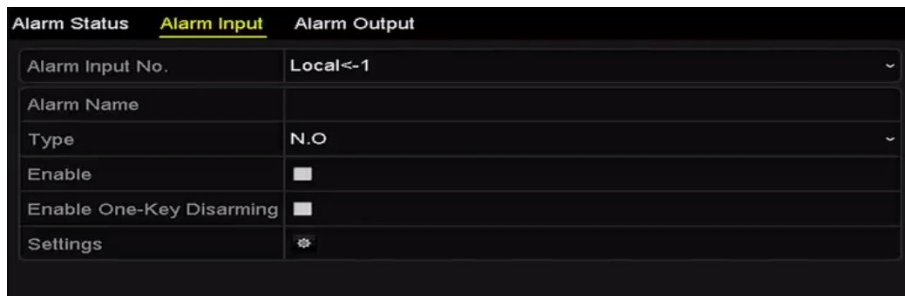 Alarm Status Alarm Input Alarm Output
Alarm Input No. Local<-1
Alarm Name
Type N.O
Enable
Enable One-Key Disarming
Settings